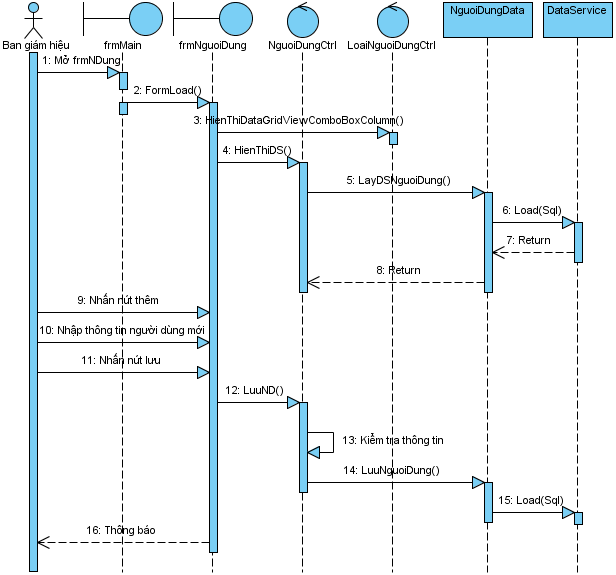 NguoiDungData
DataService
Ban giám hiệu
frmMain
frmNguoiDung
NguoiDungCtrl
LoaiNguoiDungCtrl
1: Mở frmNDung
2: FormLoad()
3: HienThiDataGridViewComboBoxColumn()
4: HienThiDS()
5: LayDSNguoiDung()
6: Load(Sql)
7: Return
8: Return
9: Nhấn nút thêm
10: Nhập thông tin người dùng mới
11: Nhấn nút lưu
12: LuuND()
13: Kiểm tra thông tin
14: LuuNguoiDung()
15: Load(Sql)
16: Thông báo